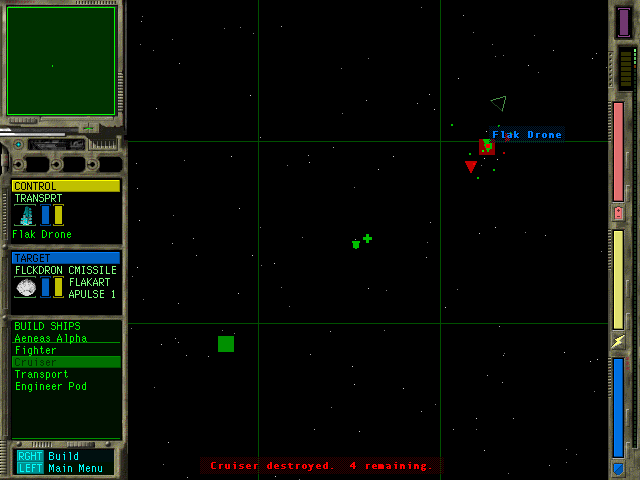 Flak Drone
CONTROL
TRANSPRT
Flak Drone
TARGET
FLCKDRON CMISSILE
FLAKART
APULSE 1
BUILD SHIPS
Aeneas Alpha
Fighter
Cruiser
Transport
Engineer Pod
RGHT Build
LEFT Main Menu
Cruiser destroyed. 4 remaining.